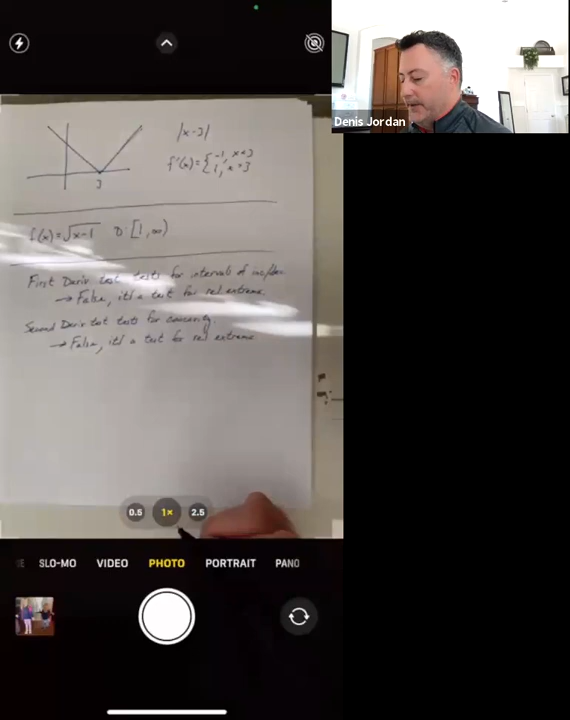 Denis Jordan
|x-3|
f'(x) = { -1, x<3
1, x>3
3
f(x) = √x-1 D: [1, ∞)
First Deriv test tests for intervals of inc/dec
→ False, it's a test for rel extrema
Second Deriv test tests for concavity.
→ False, it's a test for rel extrema
0.5 1× 2.5
SLO-MO VIDEO PHOTO PORTRAIT PANO